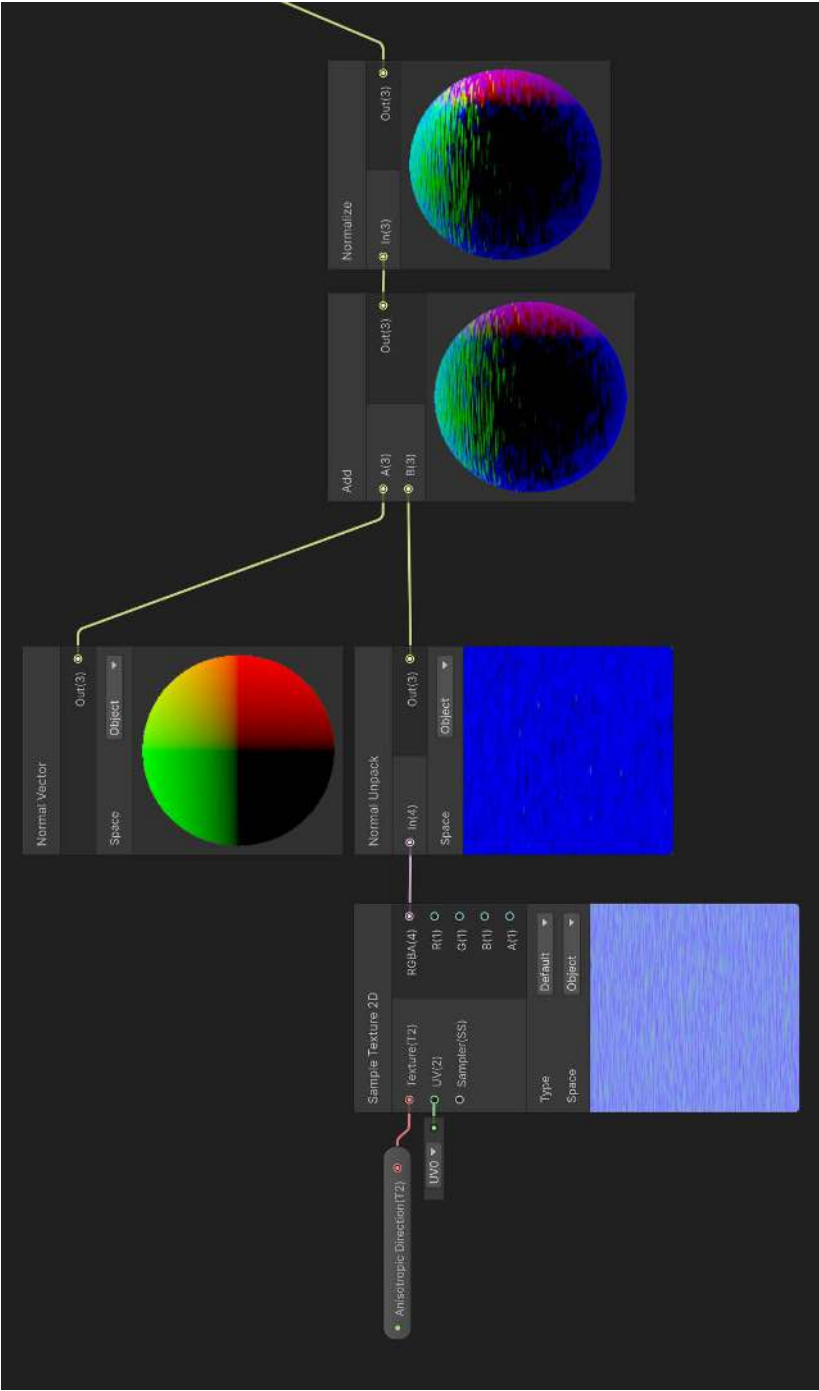 Anisotropic Direction(T2)
UV0
Sample Texture 2D
Texture(T2)
RGBA(4)
UV(2)
R(1)
Sampler(SS)
G(1)
B(1)
A(1)
Type
Default
Space
Object
Normal Vector
Out(3)
Space
Object
Normal Unpack
In(4)
Out(3)
Space
Object
Add
A(3)
Out(3)
B(3)
Normalize
In(3)
Out(3)